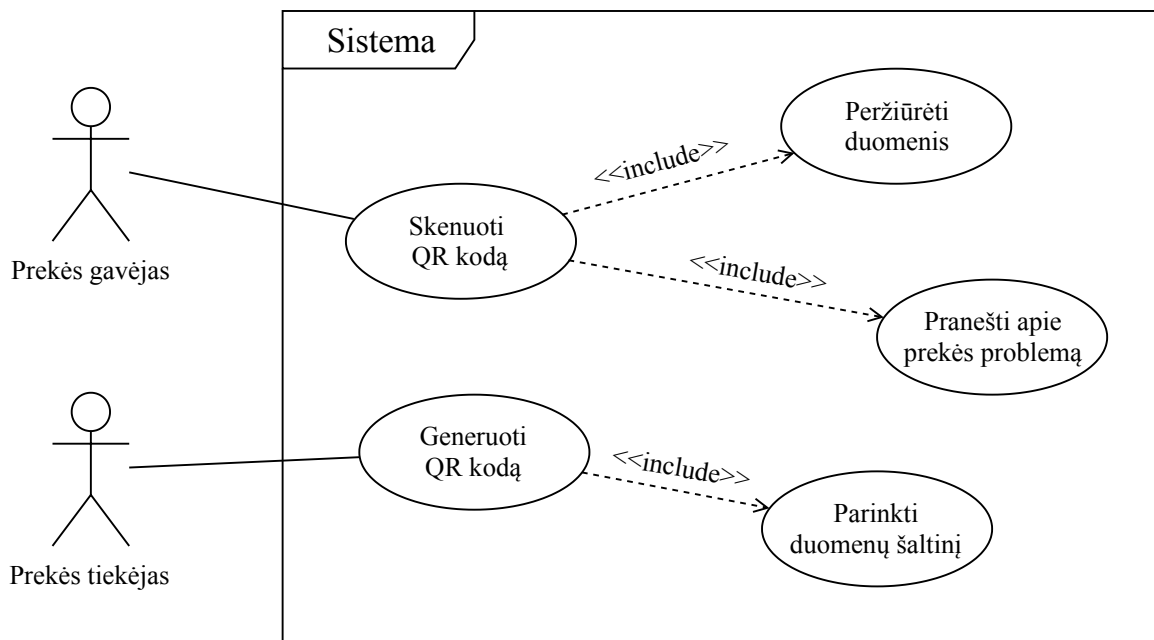 Sistema
Peržiūrėti
duomenis
<<include>>
Skenuoti
QR kodą
Prekės gavėjas
<<include>>
Pranešti apie
prekės problemą
Generuoti
QR kodą
<<include>>
Parinkti
duomenų šaltinį
Prekės tiekėjas